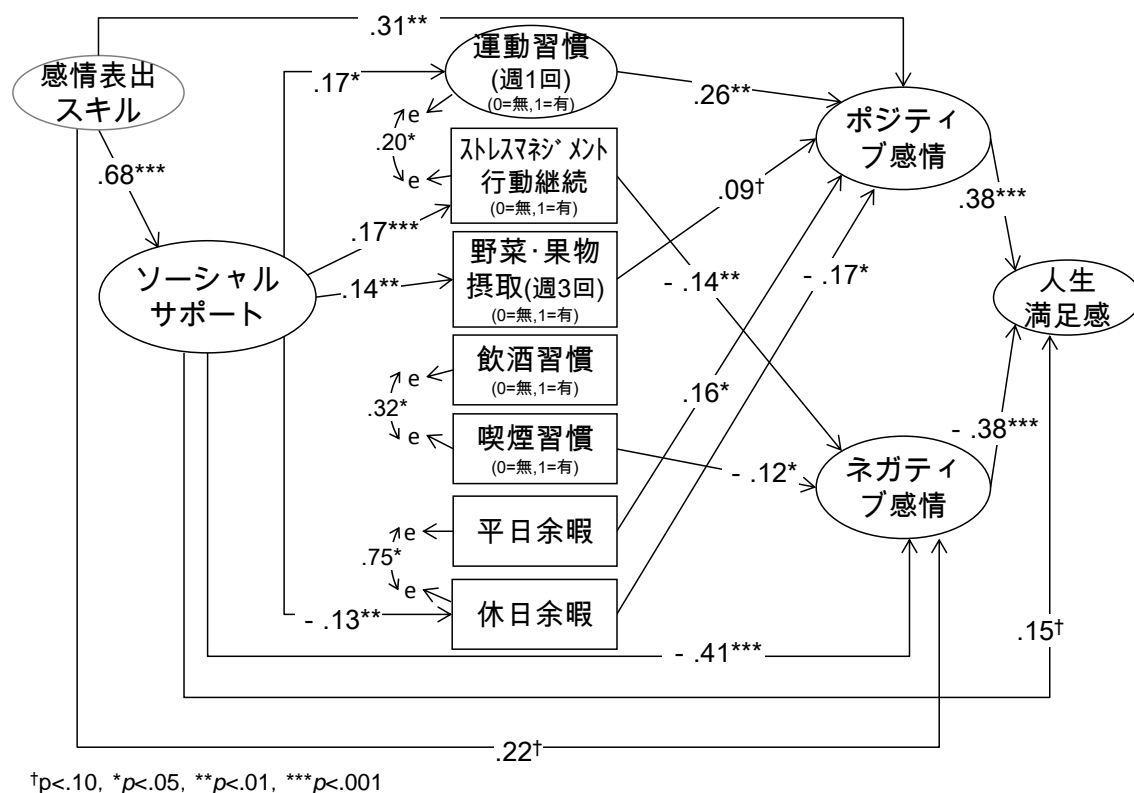 .31**
感情表出
スキル
.68***
ソーシャル
サポート
.17*
.17***
.14**
- .13**
運動習慣
(週1回)
(0=無,1=有)
e
.20*
e
ストレスマネジメント
行動継続
(0=無,1=有)
野菜・果物
摂取(週3回)
(0=無,1=有)
飲酒習慣
(0=無,1=有)
e
.32*
e
喫煙習慣
(0=無,1=有)
平日余暇
e
.75*
e
休日余暇
.26**
.09†
- .14**
- .17*
.16*
- .12*
ポジティ
ブ感情
ネガティ
ブ感情
.38***
- .38***
人生
満足感
- .41***
.15†
.22†
†p<.10, *p<.05, **p<.01, ***p<.001